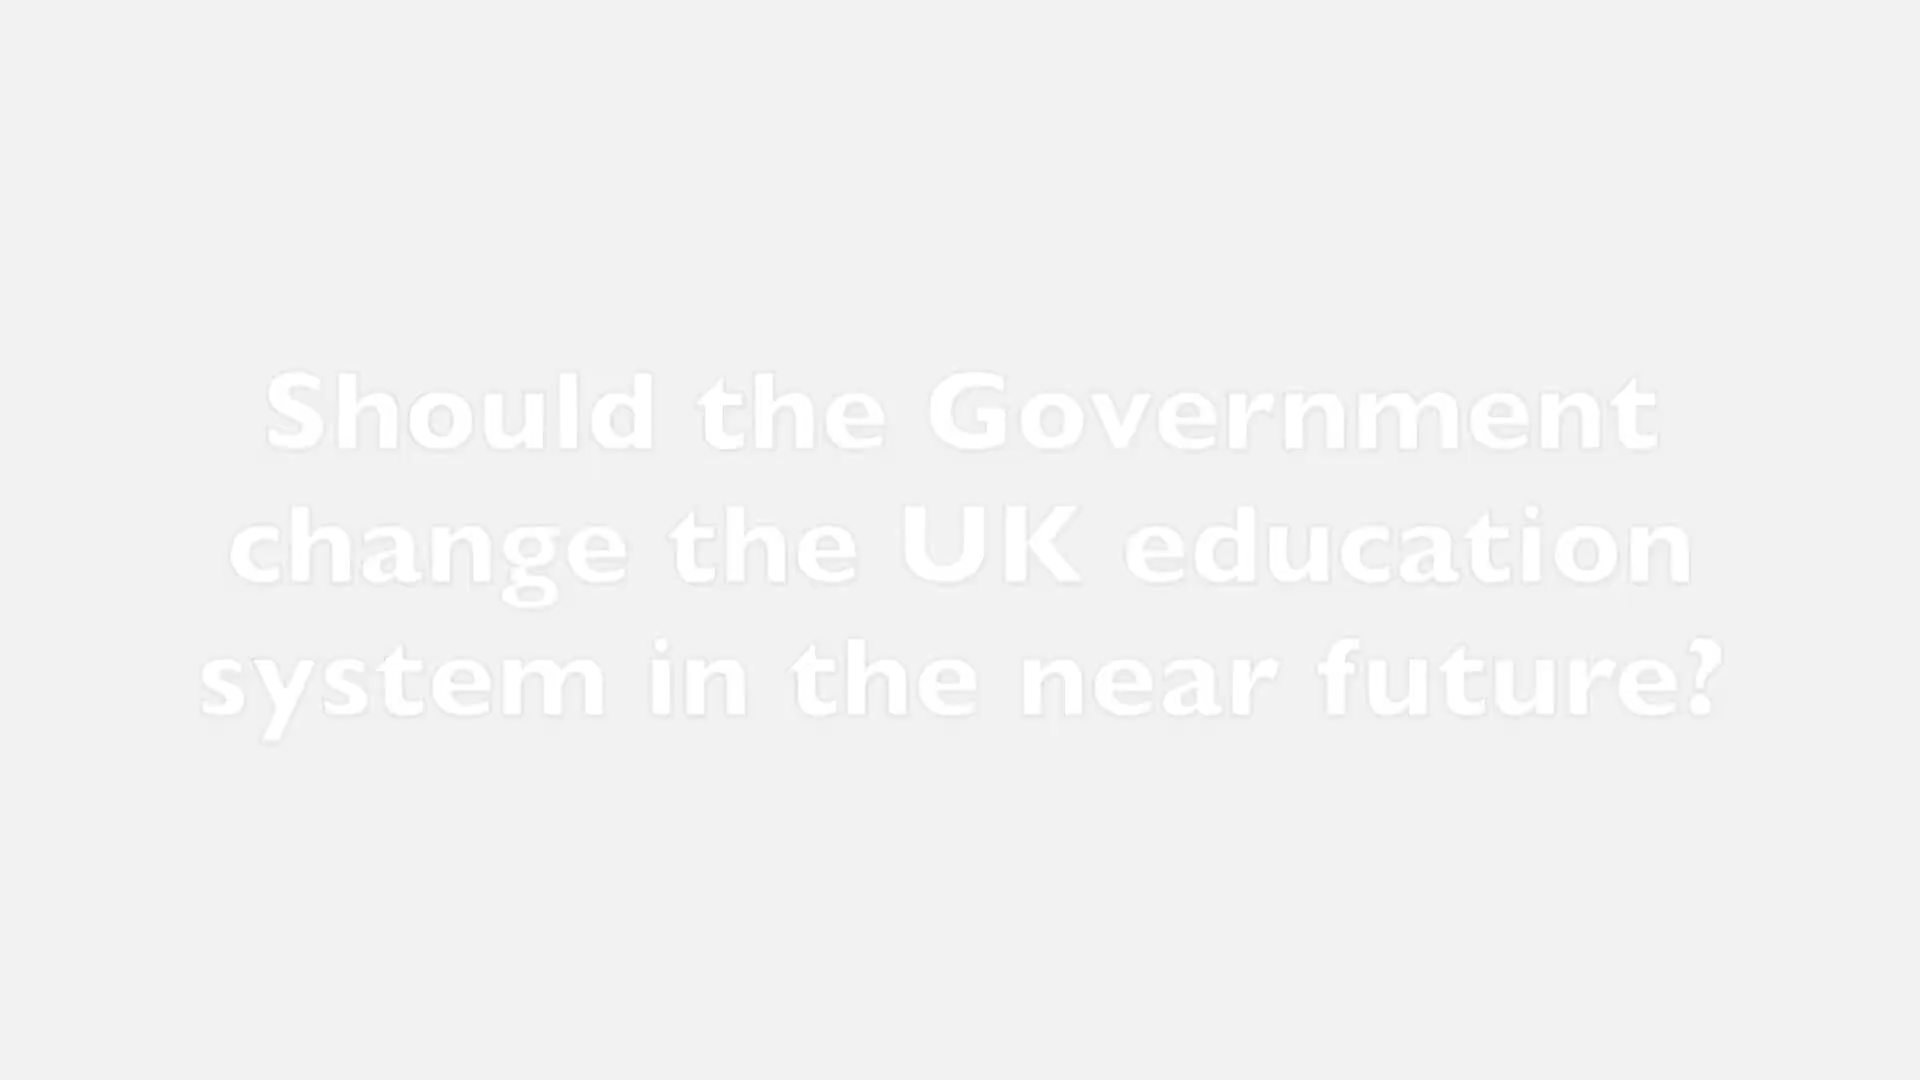 Should the Government
change the UK education
system in the near future?